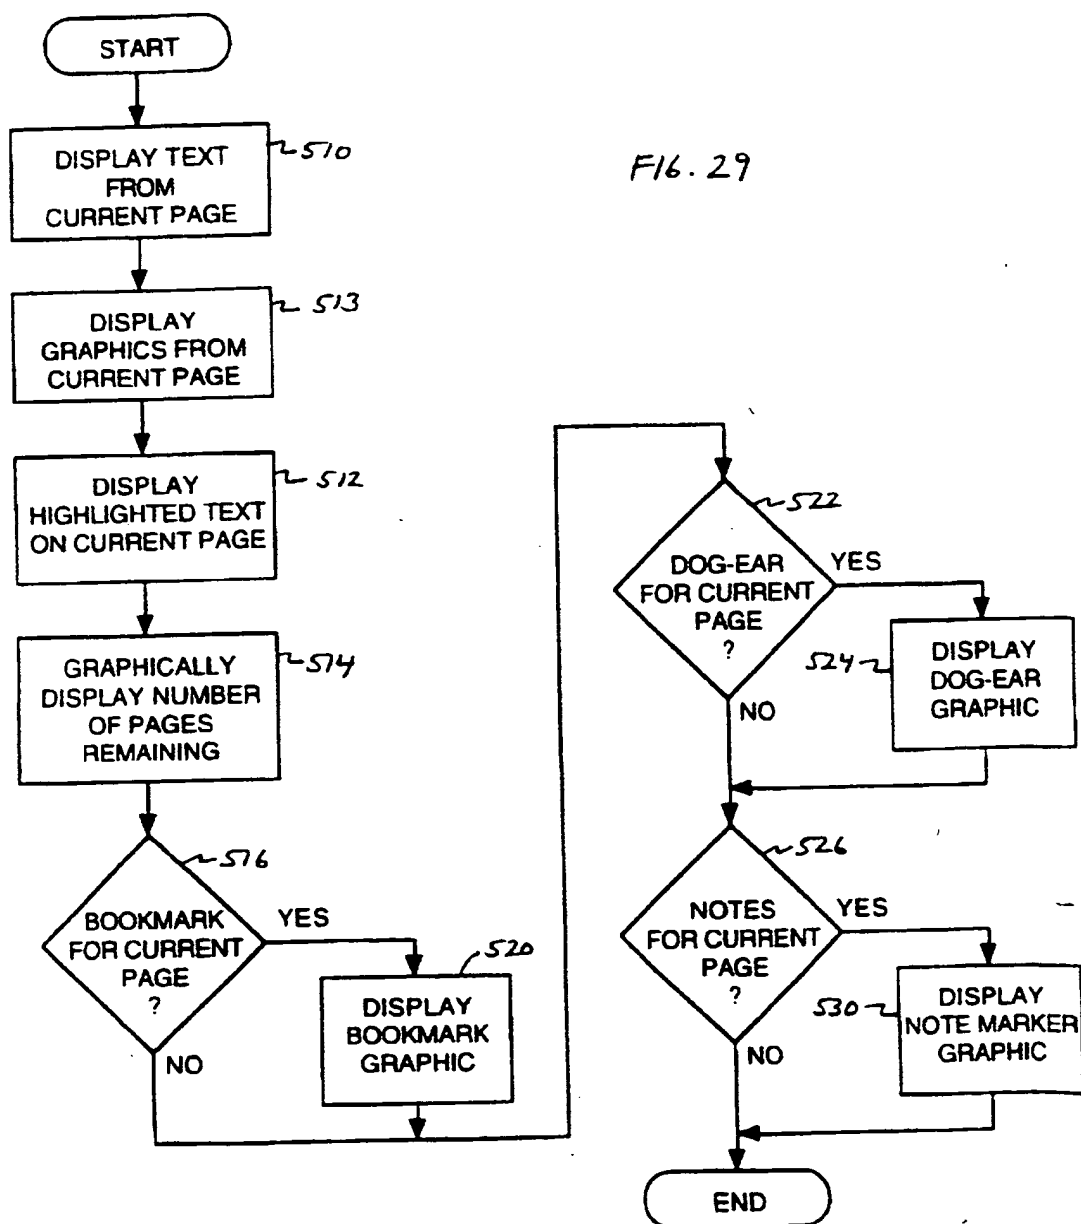 START
DISPLAY TEXT
FROM
CURRENT PAGE
510
FIG. 29
DISPLAY
GRAPHICS FROM
CURRENT PAGE
513
DISPLAY
HIGHLIGHTED TEXT
ON CURRENT PAGE
512
GRAPHICALLY
DISPLAY NUMBER
OF PAGES
REMAINING
514
BOOKMARK
FOR CURRENT
PAGE
?
516
YES
NO
520
DISPLAY
BOOKMARK
GRAPHIC
522
DOG-EAR
FOR CURRENT
PAGE
?
YES
NO
524
DISPLAY
DOG-EAR
GRAPHIC
526
NOTES
FOR CURRENT
PAGE
?
YES
NO
530
DISPLAY
NOTE MARKER
GRAPHIC
END